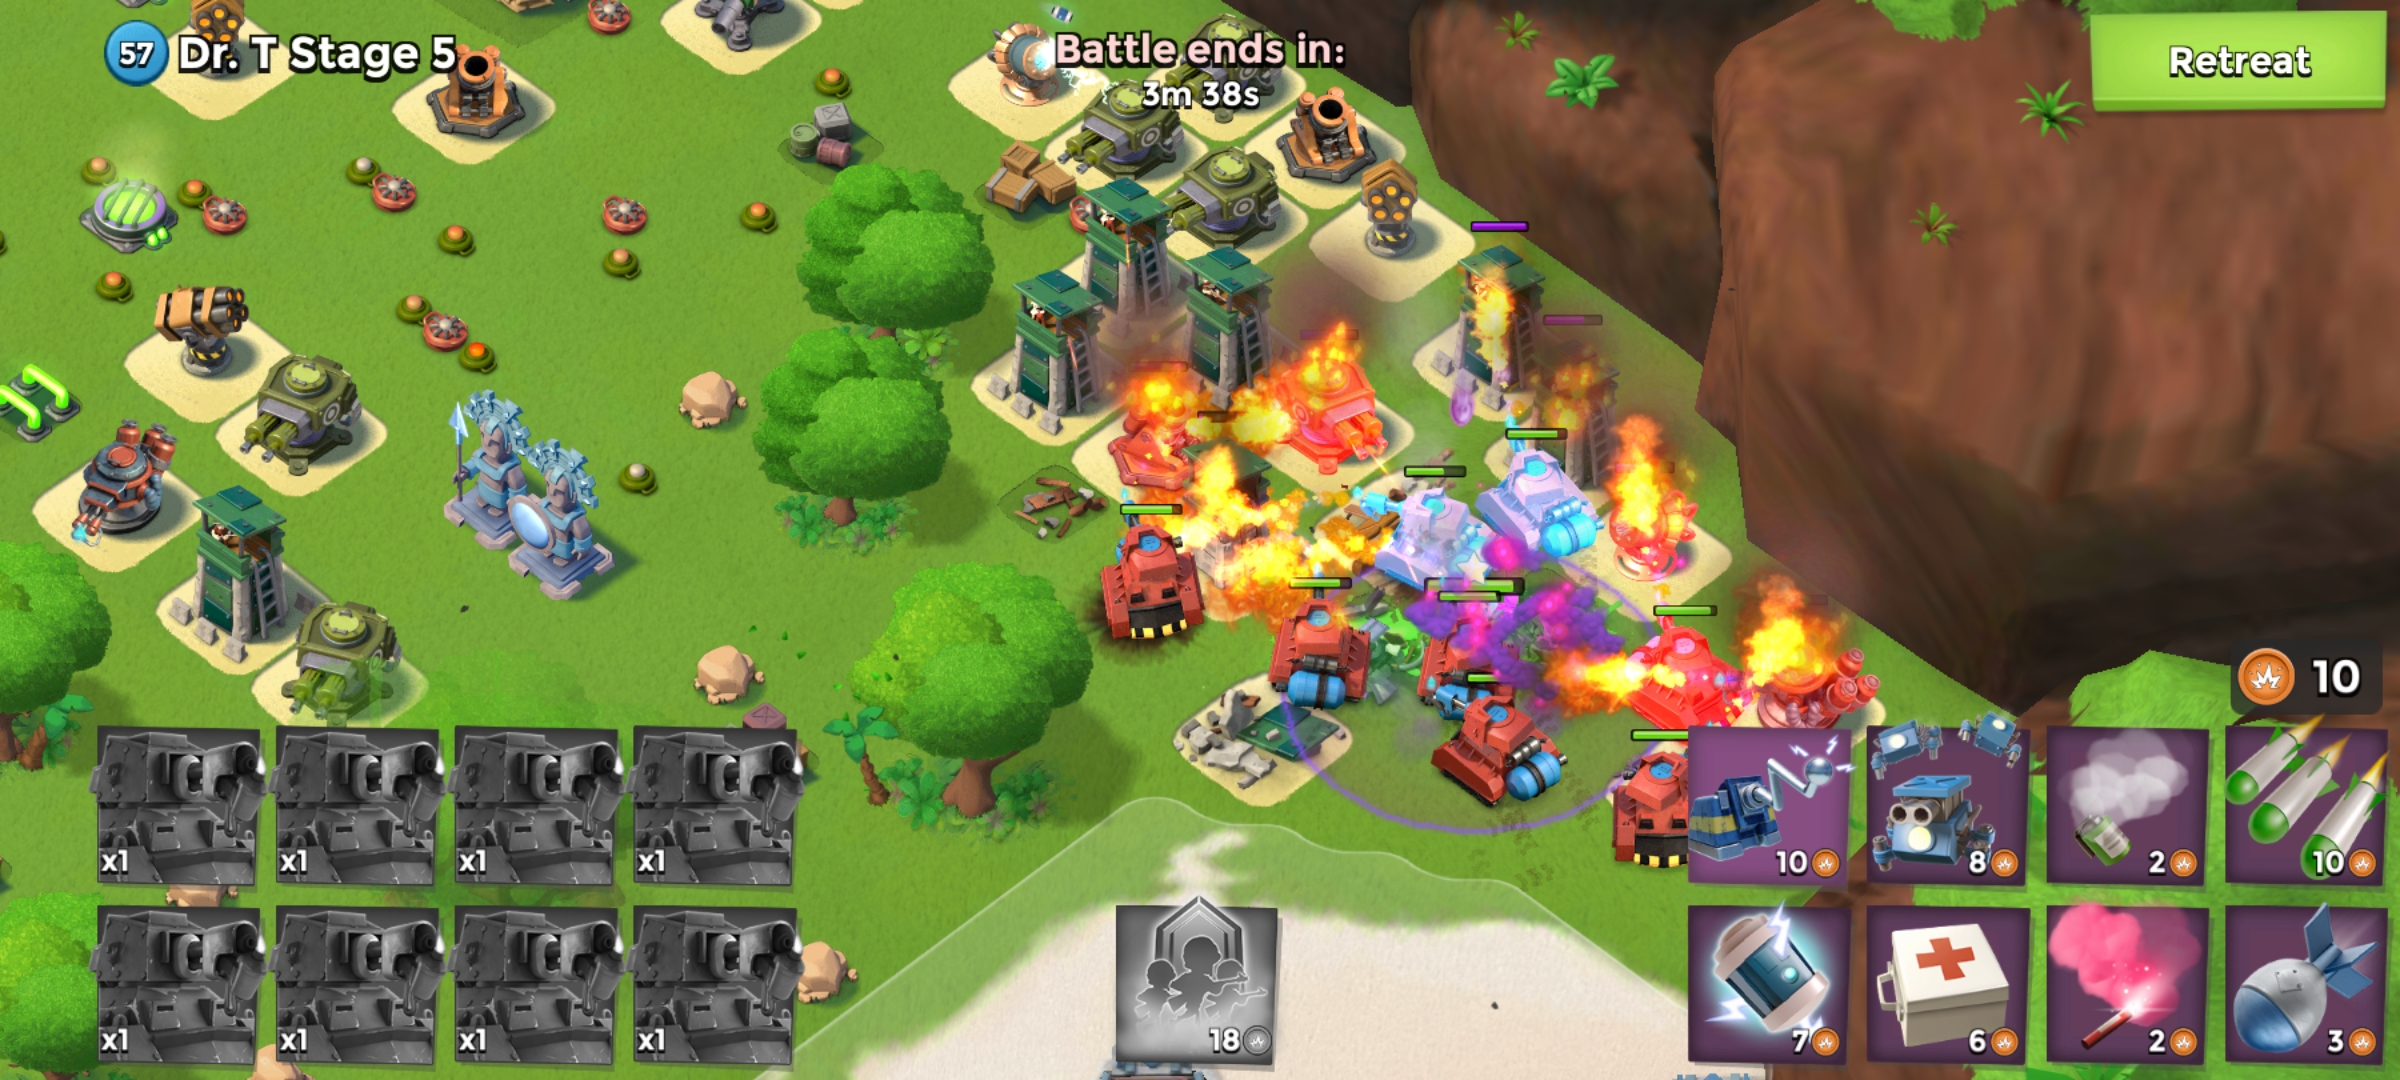 57 Dr. T Stage 5
Battle ends in:
3m 38s
Retreat
10
x1 x1 x1 x1
10 8 2 10
x1 x1 x1 x1
18
7 6 2 3